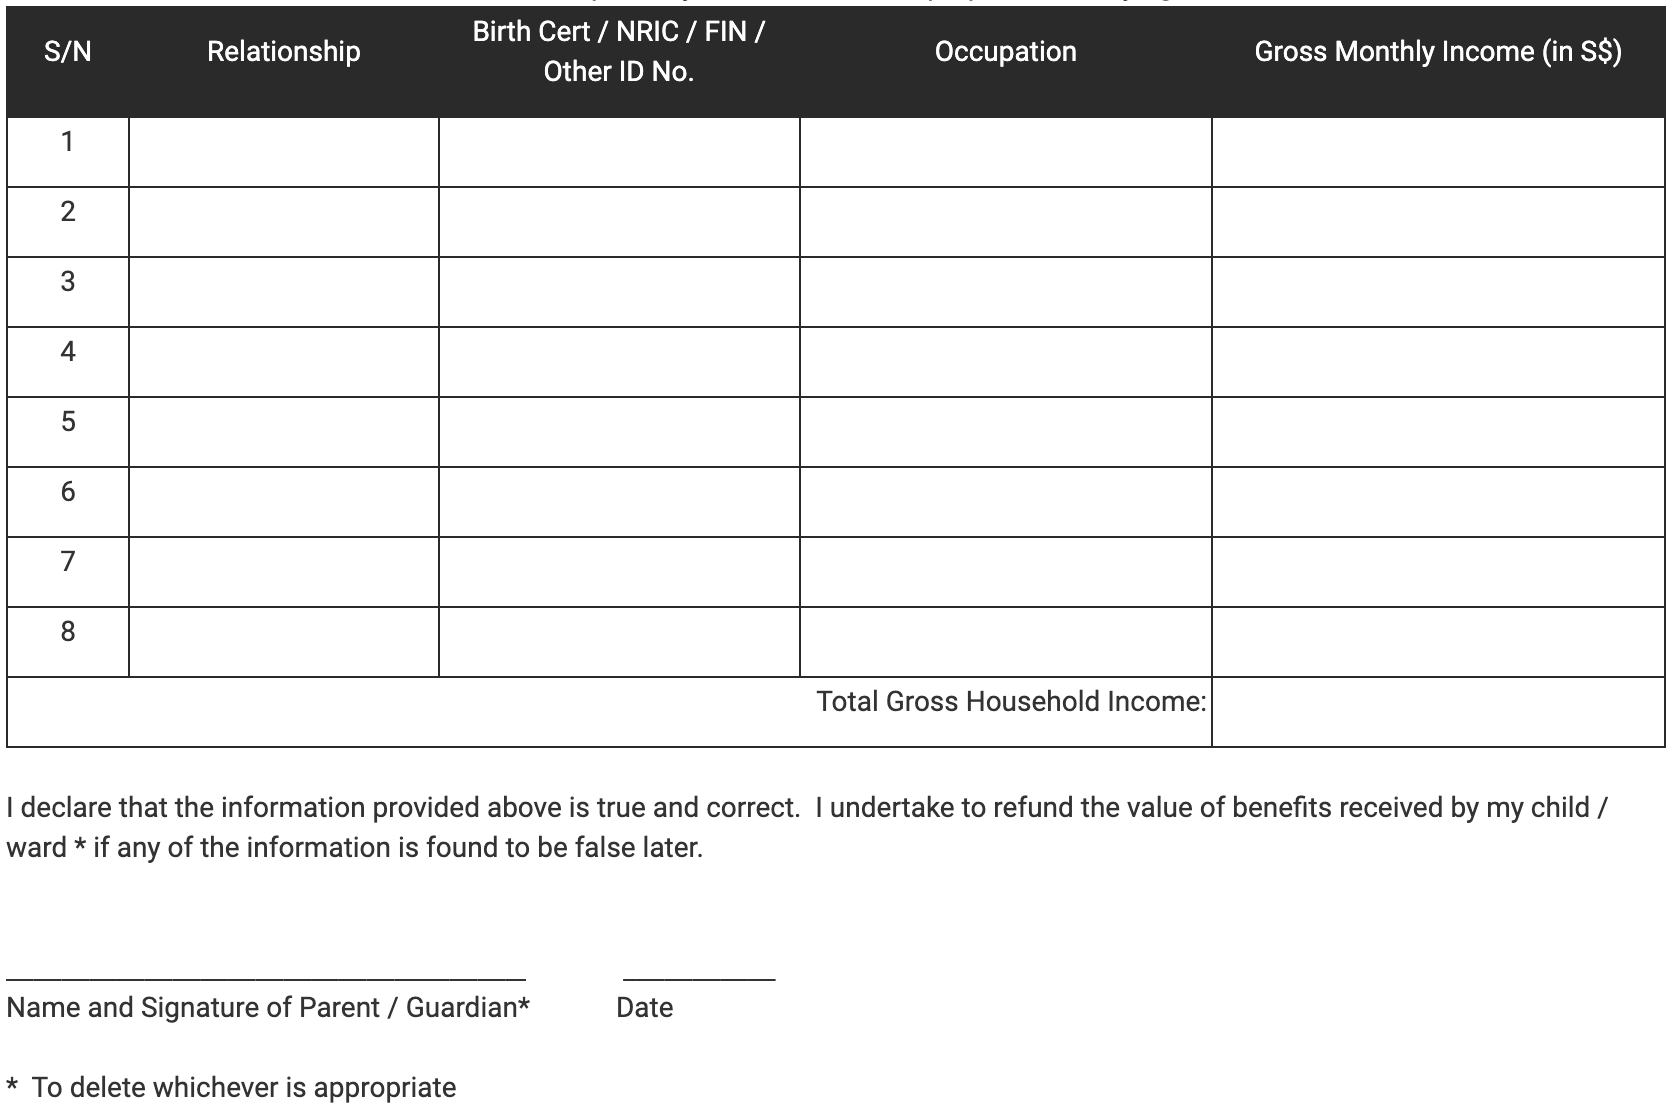 S/N Relationship Birth Cert / NRIC / FIN / Other ID No. Occupation Gross Monthly Income (in S$)
1
2
3
4
5
6
7
8
Total Gross Household Income:
I declare that the information provided above is true and correct.  I undertake to refund the value of benefits received by my child /
ward * if any of the information is found to be false later.
Name and Signature of Parent / Guardian* Date
*  To delete whichever is appropriate